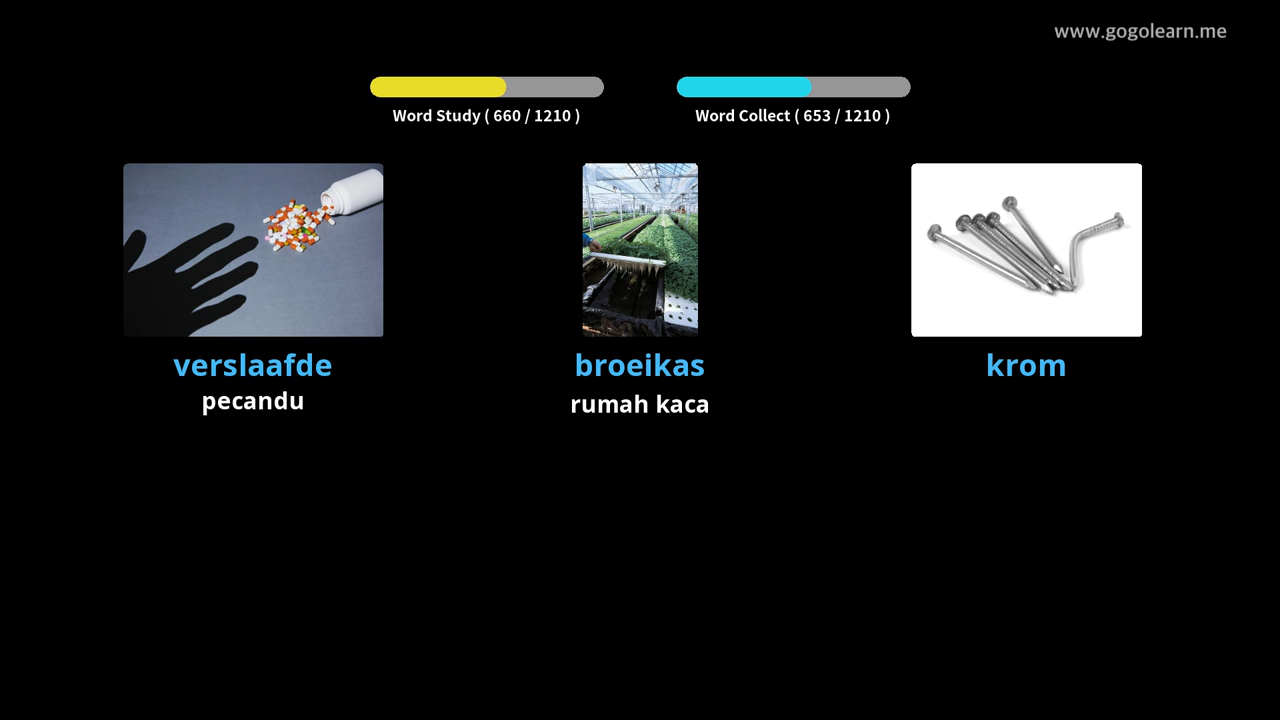 www.gogolearn.me
Word Study ( 660 / 1210 )
Word Collect ( 653 / 1210 )
verslaafde
pecandu
broeikas
rumah kaca
krom